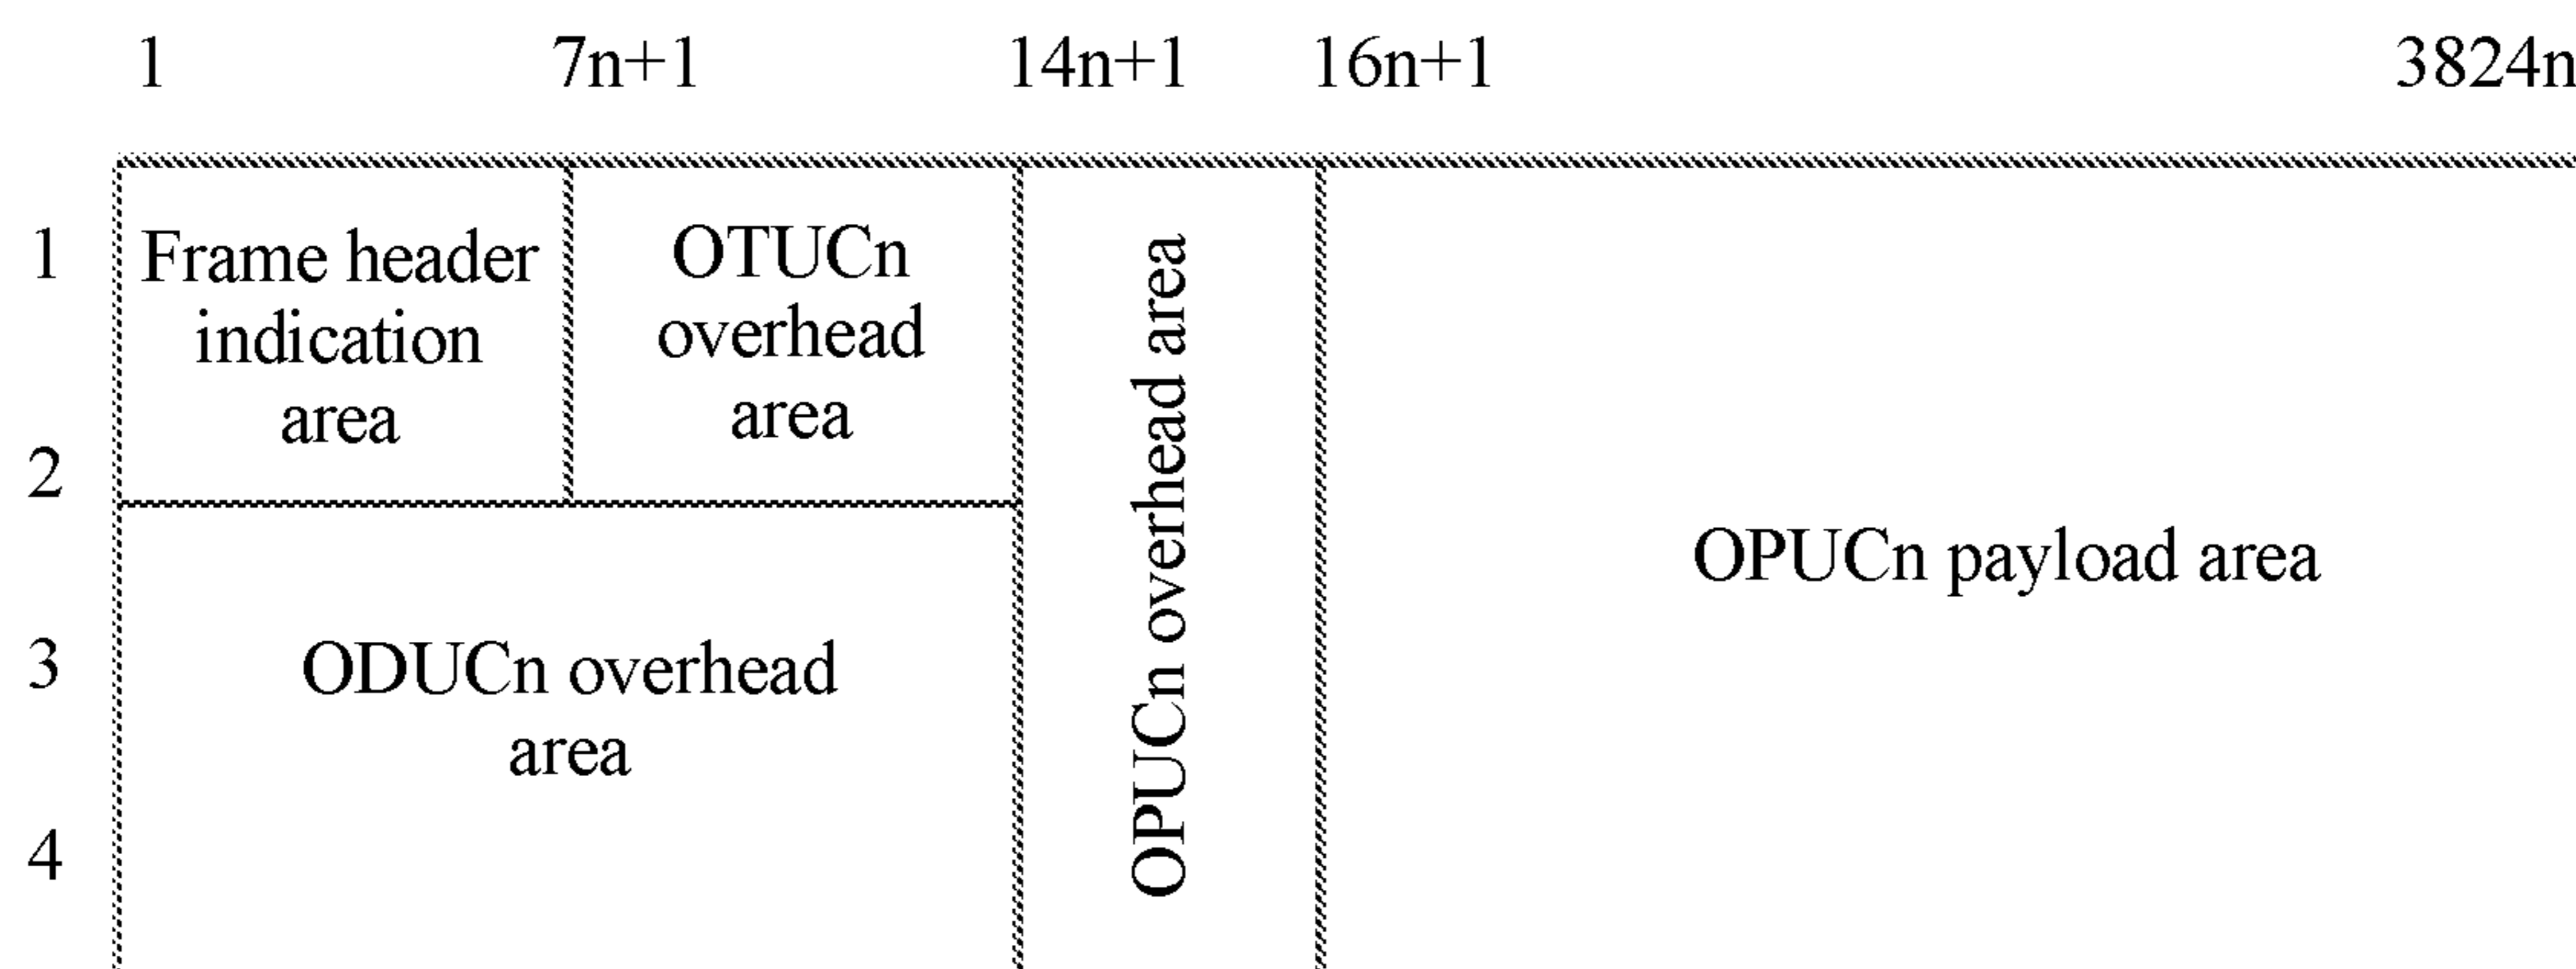 1
7n+1
14n+1
16n+1
3824n
1
Frame header
indication
area
OTUCn
overhead
area
OPUCn overhead area
OPUCn payload area
2
3
ODUCn overhead
area
4